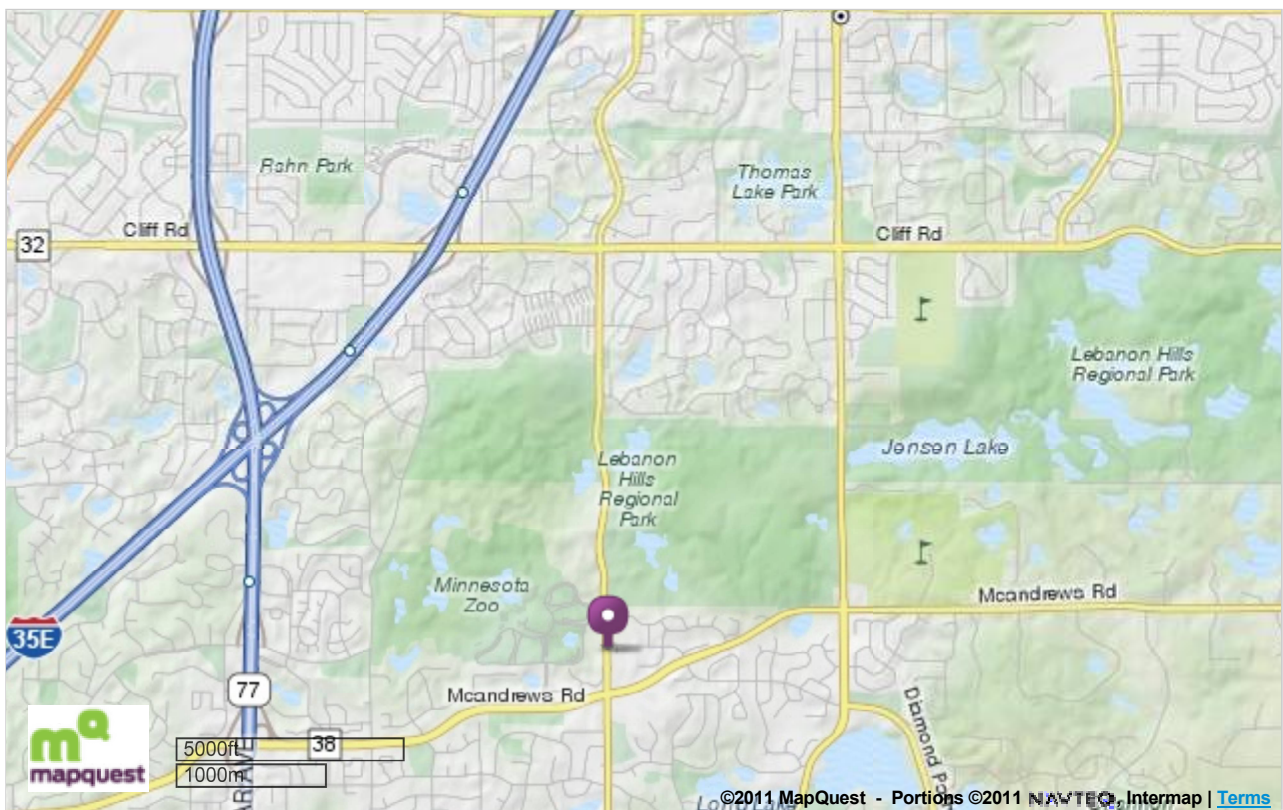 Rahn Park
Thomas
Lake Park
Cliff Rd
Cliff Rd
32
Lebanon Hills
Regional Park
Jensen Lake
Lebanon
Hills
Regional
Park
Minnesota
Zoo
Mcandrews Rd
35E
77
Mcandrews Rd
Diamond
mQ
mapquest
5000ft
38
1000m
©2011 MapQuest - Portions ©2011 NAVTEQ, Intermap | Terms